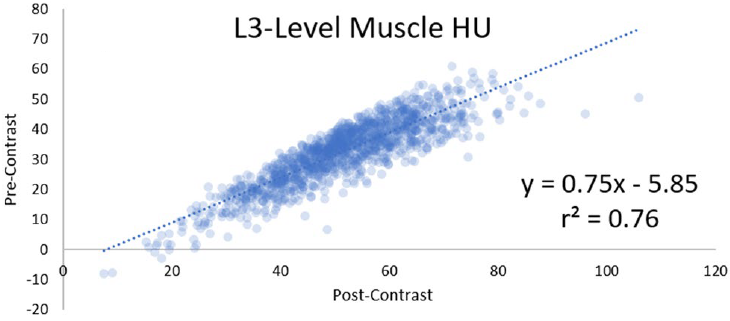 L3-Level Muscle HU
80
70
60
50
40
30
20
10
0
-10
-20
Pre-Contrast
y = 0.75x - 5.85
r² = 0.76
0 20 40 60 80 100 120
Post-Contrast